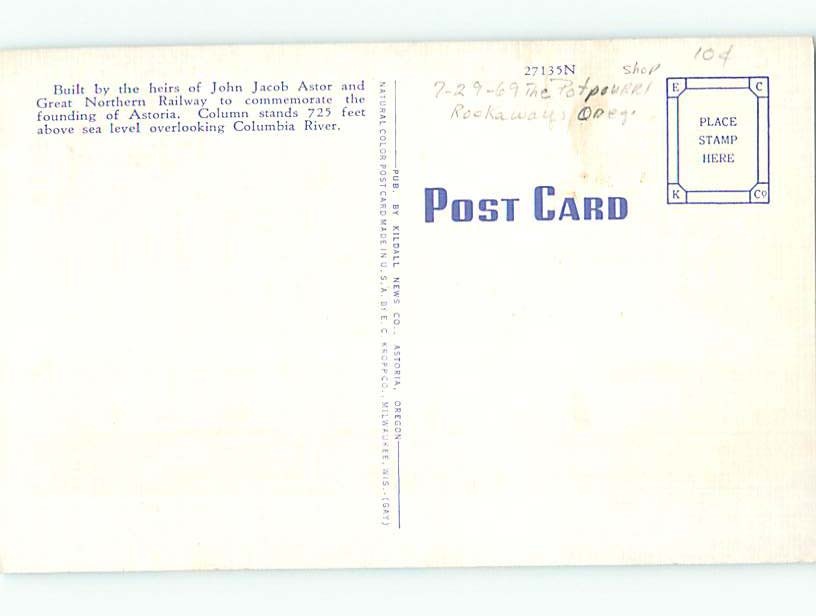 Built by the heirs of John Jacob Astor and
Great Northern Railway to commemorate the
founding of Astoria. Column stands 725 feet
above sea level overlooking Columbia River.
NATURAL COLOR POST CARD MADE IN U. S. A. BY E. C. KROPP CO., MILWAUKEE, WIS.-(GAT)
PUB. BY KILDALL NEWS CO., ASTORIA, OREGON
27135N
Shop
10¢
7-29-69 The Potpourri
Rockaway, Oreg.
POST CARD
E C
PLACE
STAMP
HERE
K Co